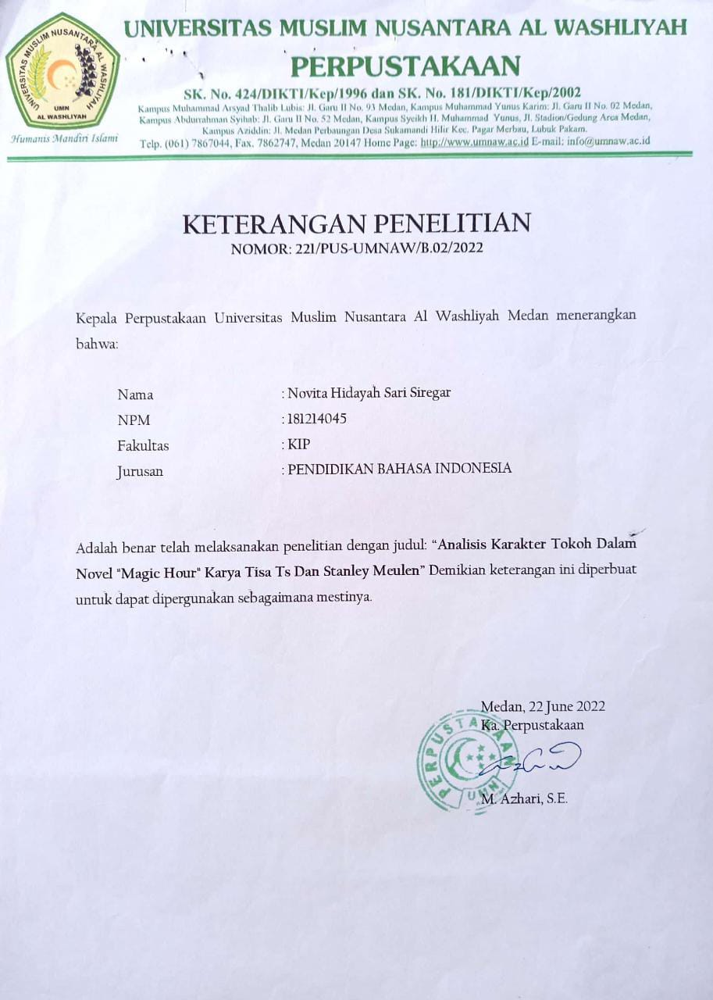 UNIVERSITAS MUSLIM NUSANTARA AL WASHLIYAH
UMN
AL WASHLIYAH
Humanis Mandiri Islami
UNIVERSITAS MUSLIM NUSANTARA AL WASHLIYAH
PERPUSTAKAAN
SK. No. 424/DIKTI/Kep/1996 dan SK. No. 181/DIKTI/Kep/2002
Kampus Muhammad Arsyad Thalib Lubis: Jl. Garu II No. 93 Medan, Kampus Muhammad Yunus Karim: Jl. Garu II No. 02 Medan,
Kampus Abdurrahman Syihab: Jl. Garu II No. 52 Medan, Kampus Syeikh H. Muhammad Yunus, Jl. Stadion/Gedung Arca Medan,
Kampus Aziddin: Jl. Medan Perbaungan Desa Sukamandi Hilir Kec. Pagar Merbau, Lubuk Pakam.
Telp. (061) 7867044, Fax. 7862747, Medan 20147 Home Page: http://www.umnaw.ac.id E-mail: info@umnaw.ac.id
KETERANGAN PENELITIAN
NOMOR: 221/PUS-UMNAW/B.02/2022
Kepala Perpustakaan Universitas Muslim Nusantara Al Washliyah Medan menerangkan
bahwa:
Nama : Novita Hidayah Sari Siregar
NPM : 181214045
Fakultas : KIP
Jurusan : PENDIDIKAN BAHASA INDONESIA
Adalah benar telah melaksanakan penelitian dengan judul: “Analisis Karakter Tokoh Dalam
Novel "Magic Hour" Karya Tisa Ts Dan Stanley Meulen” Demikian keterangan ini diperbuat
untuk dapat dipergunakan sebagaimana mestinya.
Medan, 22 June 2022
Ka. Perpustakaan
PERPUSTAKAAN
UMN
M. Azhari, S.E.